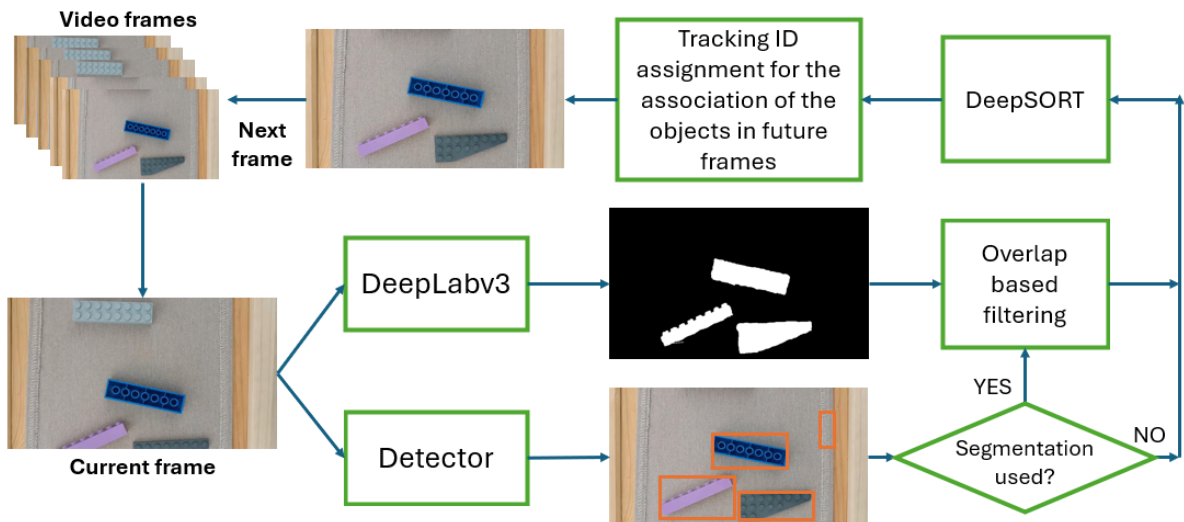 Video frames
Next
frame
Tracking ID
assignment for the
association of the
objects in future
frames
DeepSORT
DeepLabv3
Overlap
based
filtering
YES
Current frame
Detector
Segmentation
used?
NO